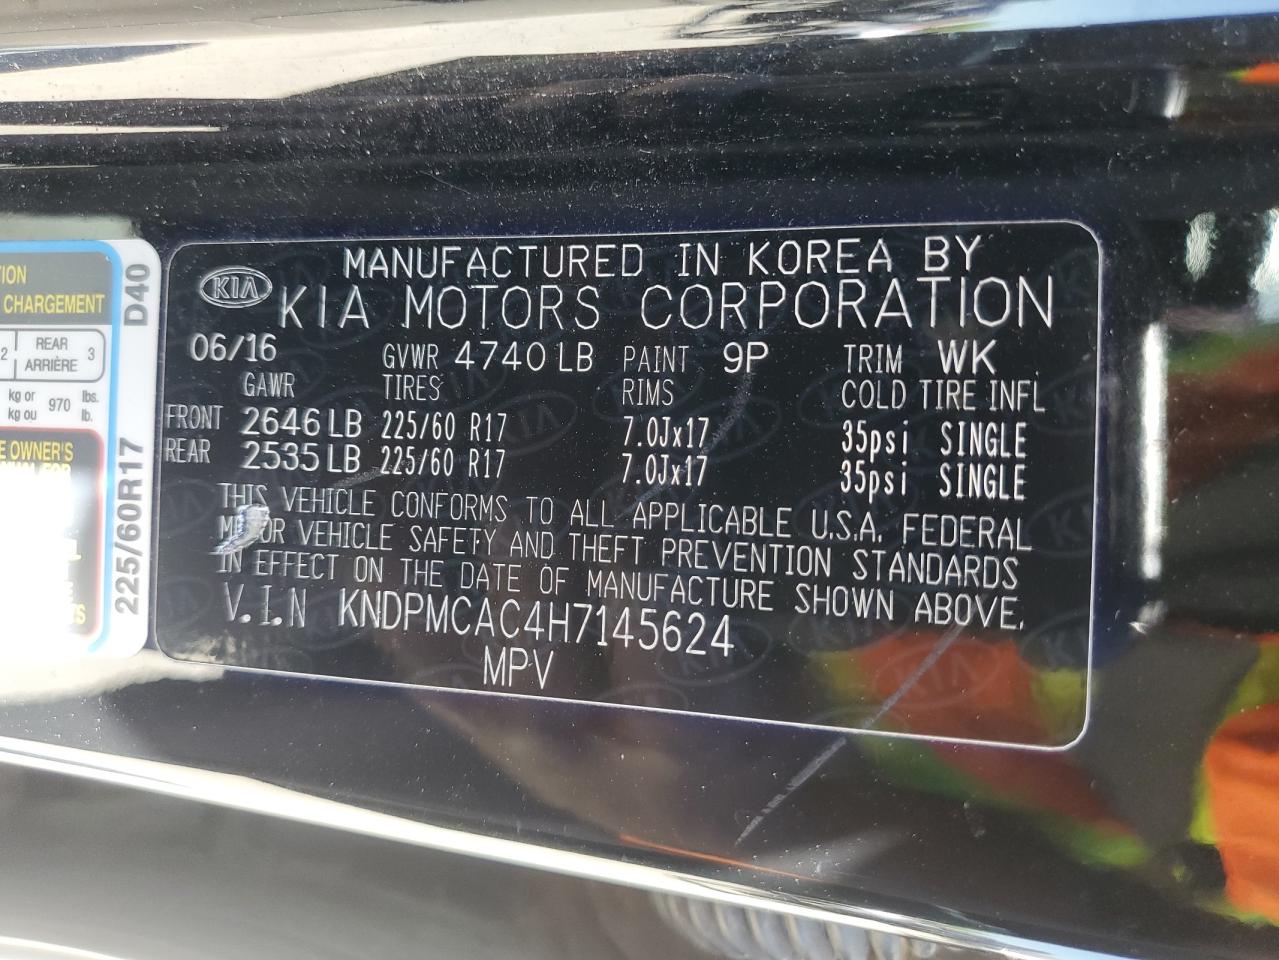 MANUFACTURED IN KOREA BY
KIA KIA MOTORS CORPORATION
06/16 GVWR 4740 LB PAINT 9P TRIM WK
GAWR TIRES RIMS COLD TIRE INFL
FRONT 2646 LB 225/60 R17 7.0Jx17 35psi SINGLE
REAR 2535 LB 225/60 R17 7.0Jx17 35psi SINGLE
THIS VEHICLE CONFORMS TO ALL APPLICABLE U.S.A. FEDERAL
VEHICLE SAFETY AND THEFT PREVENTION STANDARDS
IN EFFECT ON THE DATE OF MANUFACTURE SHOWN ABOVE.
V.I.N KNDPMCAC4H7145624
MPV
CHARGEMENT
2 REAR ARRIÈRE 3
kg or
kg ou 970 lbs.
lb.
OWNER'S
D40
225/60R17